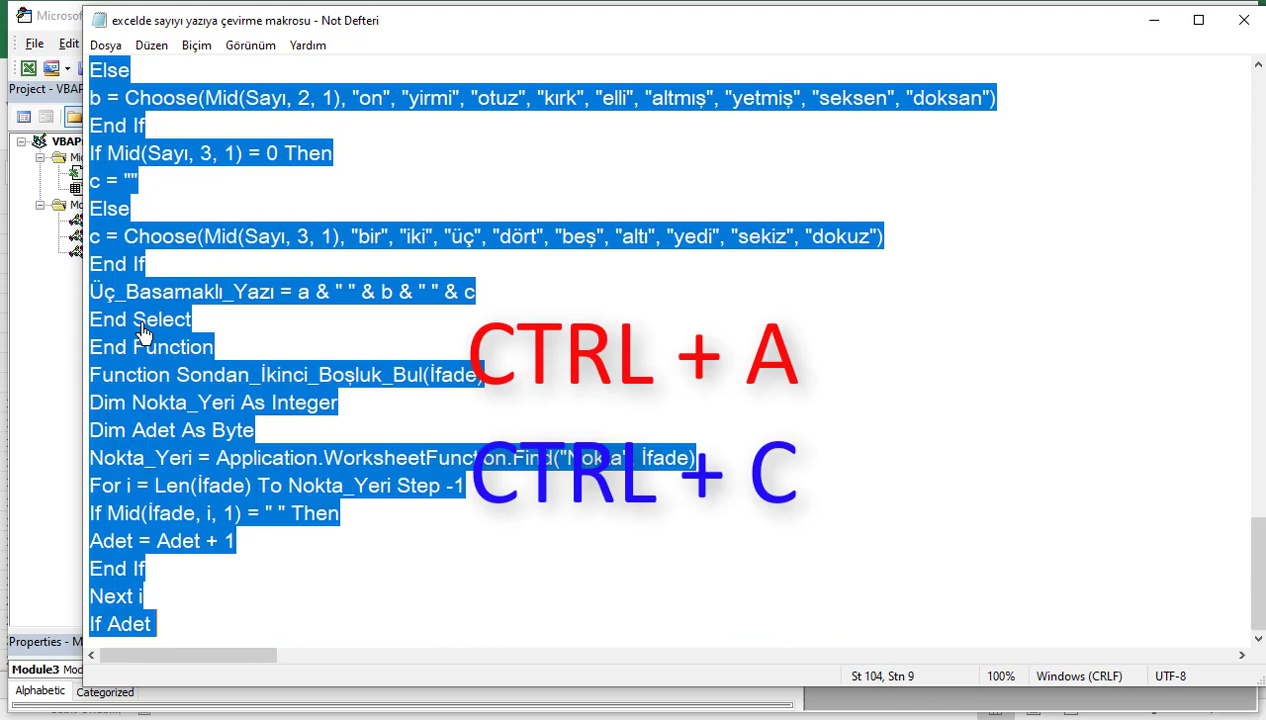 Microsof
excelde sayıyı yazıya çevirme makrosu - Not Defteri
File Edit
Dosya Düzen Biçim Görünüm Yardım
Project - VBAP
VBAP
Mi
Mo
Else
b = Choose(Mid(Sayı, 2, 1), "on", "yirmi", "otuz", "kırk", "elli", "altmış", "yetmiş", "seksen", "doksan")
End If
If Mid(Sayı, 3, 1) = 0 Then
c = ""
Else
c = Choose(Mid(Sayı, 3, 1), "bir", "iki", "üç", "dört", "beş", "altı", "yedi", "sekiz", "dokuz")
End If
Üç_Basamaklı_Yazı = a & " " & b & " " & c
End Select
End Function
Function Sondan_İkinci_Boşluk_Bul(İfade)
Dim Nokta_Yeri As Integer
Dim Adet As Byte
Nokta_Yeri = Application.WorksheetFunction.Find("Nokta", İfade)
For i = Len(İfade) To Nokta_Yeri Step -1
If Mid(İfade, i, 1) = " " Then
Adet = Adet + 1
End If
Next i
If Adet
CTRL + A
CTRL + C
Properties - M
Module3 Mod
Alphabetic Categorized
St 104, Stn 9 100% Windows (CRLF) UTF-8